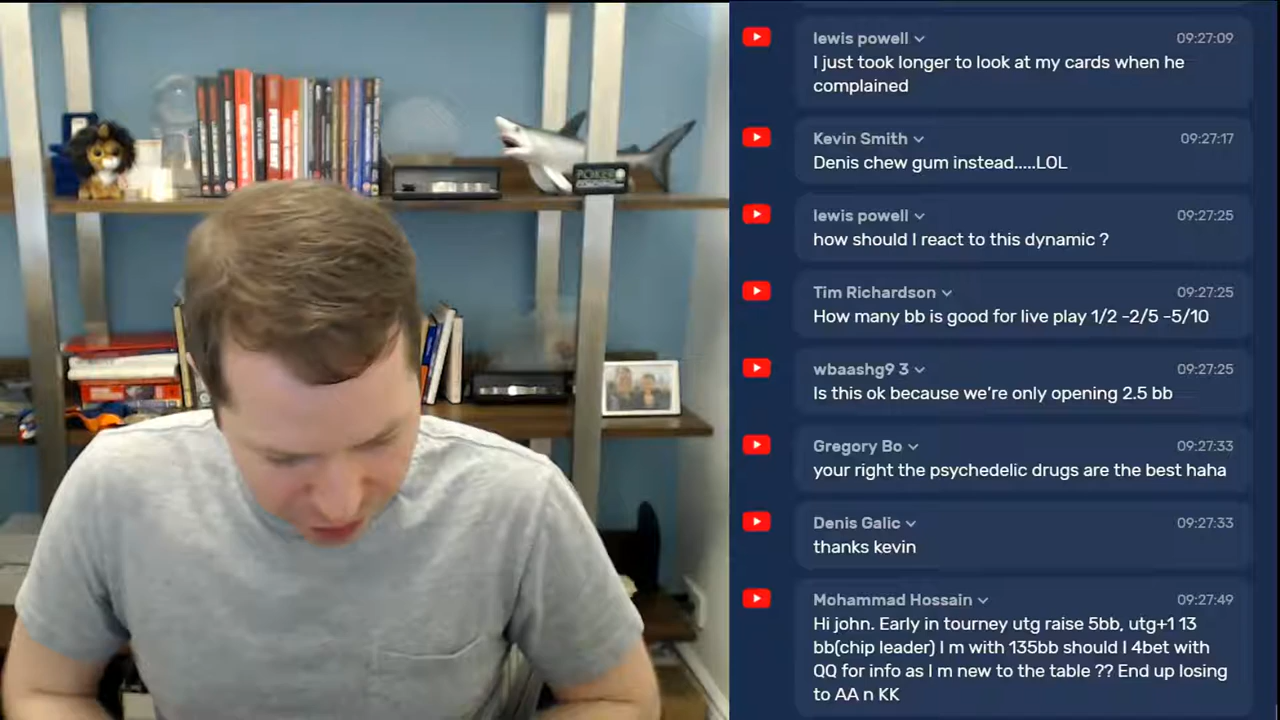 POKER
COACHING
lewis powell
09:27:09
I just took longer to look at my cards when he
complained
Kevin Smith
09:27:17
Denis chew gum instead.....LOL
lewis powell
09:27:25
how should I react to this dynamic ?
Tim Richardson
09:27:25
How many bb is good for live play 1/2 -2/5 -5/10
wbaashg9 3
09:27:25
Is this ok because we're only opening 2.5 bb
Gregory Bo
09:27:33
your right the psychedelic drugs are the best haha
Denis Galic
09:27:33
thanks kevin
Mohammad Hossain
09:27:49
Hi john. Early in tourney utg raise 5bb, utg+1 13
bb(chip leader) I m with 135bb should I 4bet with
QQ for info as I m new to the table ?? End up losing
to AA n KK